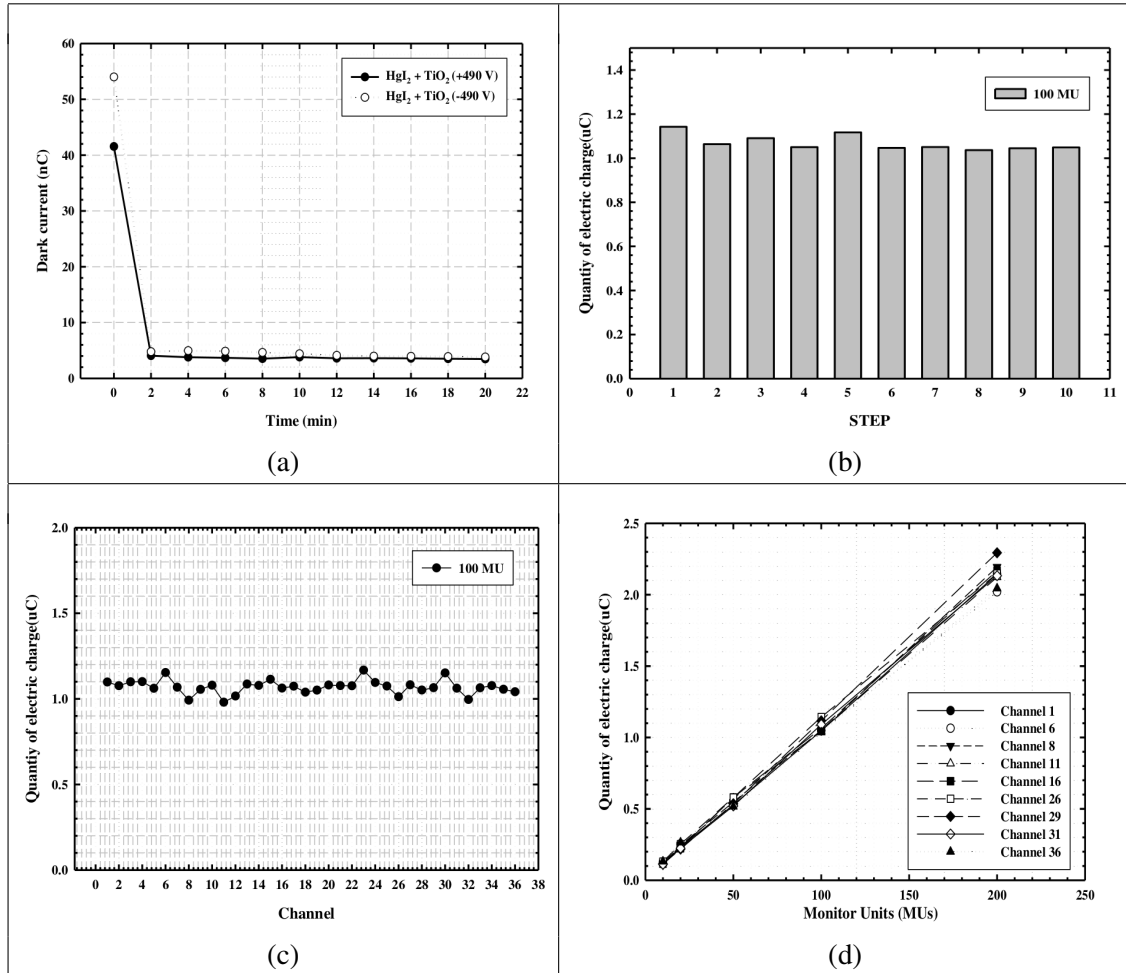 60
50
40
30
20
10
0
Dark current (nC)
HgI₂ + TiO₂ (+490 V)
HgI₂ + TiO₂ (-490 V)
0 2 4 6 8 10 12 14 16 18 20 22
Time (min)
(a)
1.4
1.2
1.0
0.8
0.6
0.4
0.2
0.0
Quantiy of electric charge(uC)
100 MU
0 1 2 3 4 5 6 7 8 9 10 11
STEP
(b)
2.0
1.5
1.0
0.5
0.0
Quantiy of electric charge(uC)
100 MU
0 2 4 6 8 10 12 14 16 18 20 22 24 26 28 30 32 34 36 38
Channel
(c)
2.5
2.0
1.5
1.0
0.5
0.0
Quantiy of electric charge(uC)
Channel 1
Channel 6
Channel 8
Channel 11
Channel 16
Channel 26
Channel 29
Channel 31
Channel 36
0 50 100 150 200 250
Monitor Units (MUs)
(d)